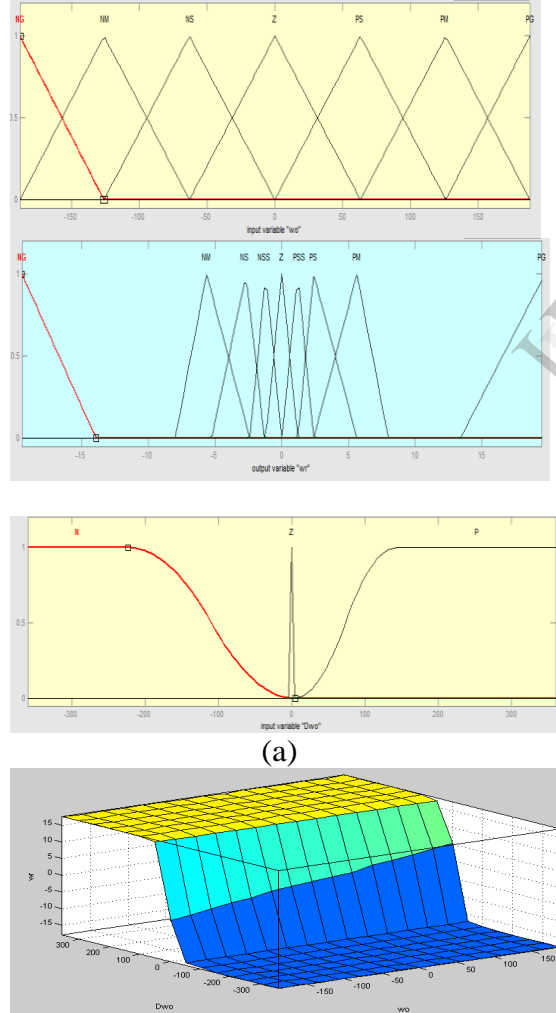 NG NM NS Z PS PM PG
1
0.5
0
-150 -100 -50 0 50 100 150
input variable "wo"
NG NM NS NSS Z PSS PS PM PG
1
0.5
0
-15 -10 -5 0 5 10 15
output variable "wr"
N Z P
1
0.5
0
-300 -200 -100 0 100 200 300
input variable "Dwo"
(a)
15
10
5
0
-5
-10
-15
wr
300 200 100 0 -100 -200 -300
Dwo
-150 -100 -50 0 50 100 150
wo